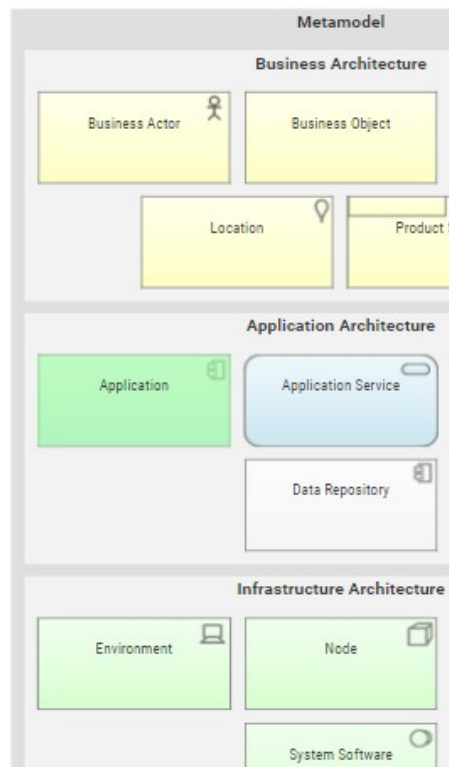 Metamodel
Business Architecture
Business Actor
Business Object
Location
Product
Application Architecture
Application
Application Service
Data Repository
Infrastructure Architecture
Environment
Node
System Software